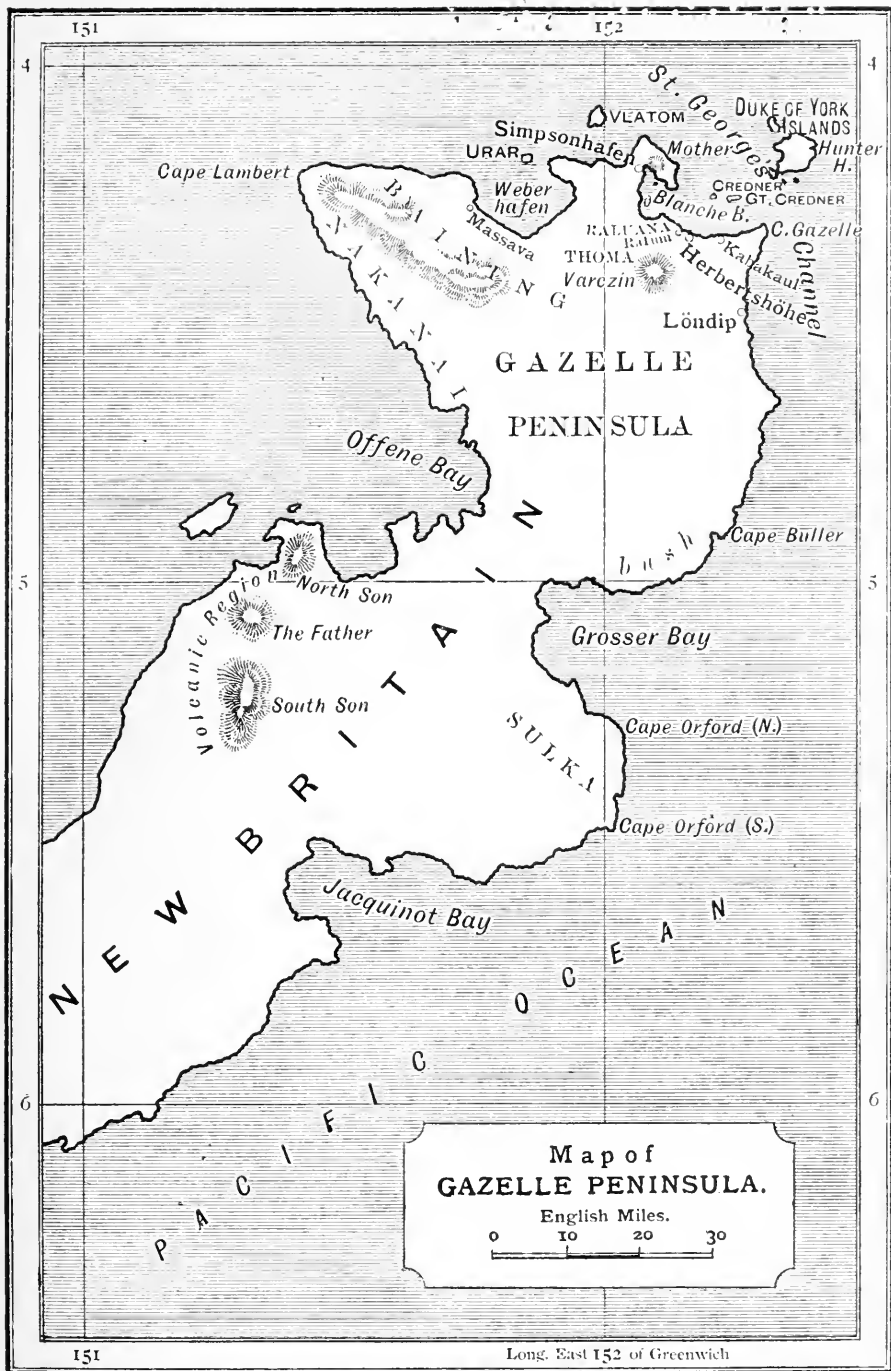 151
152
4
4
St. George's Channel
VLATOM
DUKE OF YORK
ISLANDS
Simpsonhafen
Mother
Hunter
H.
URAR
Cape Lambert
Weber
hafen
CREDNER
GT. CREDNER
Blanche B.
BAINING
Massava
C. Gazelle
RALUANA
Ralum
Kabakaul
THOMA
Herbertshöhe
Varczin
NAKANAI
Löndip
GAZELLE
PENINSULA
Offene Bay
bush
Cape Buller
5
5
North Son
Volcanic Region
The Father
Grosser Bay
South Son
SULKA
Cape Orford (N.)
NEW BRITAIN
Cape Orford (S.)
Jacquinot Bay
PACIFIC OCEAN
6
6
Map of
GAZELLE PENINSULA.
English Miles.
0 10 20 30
151
Long. East 152 of Greenwich